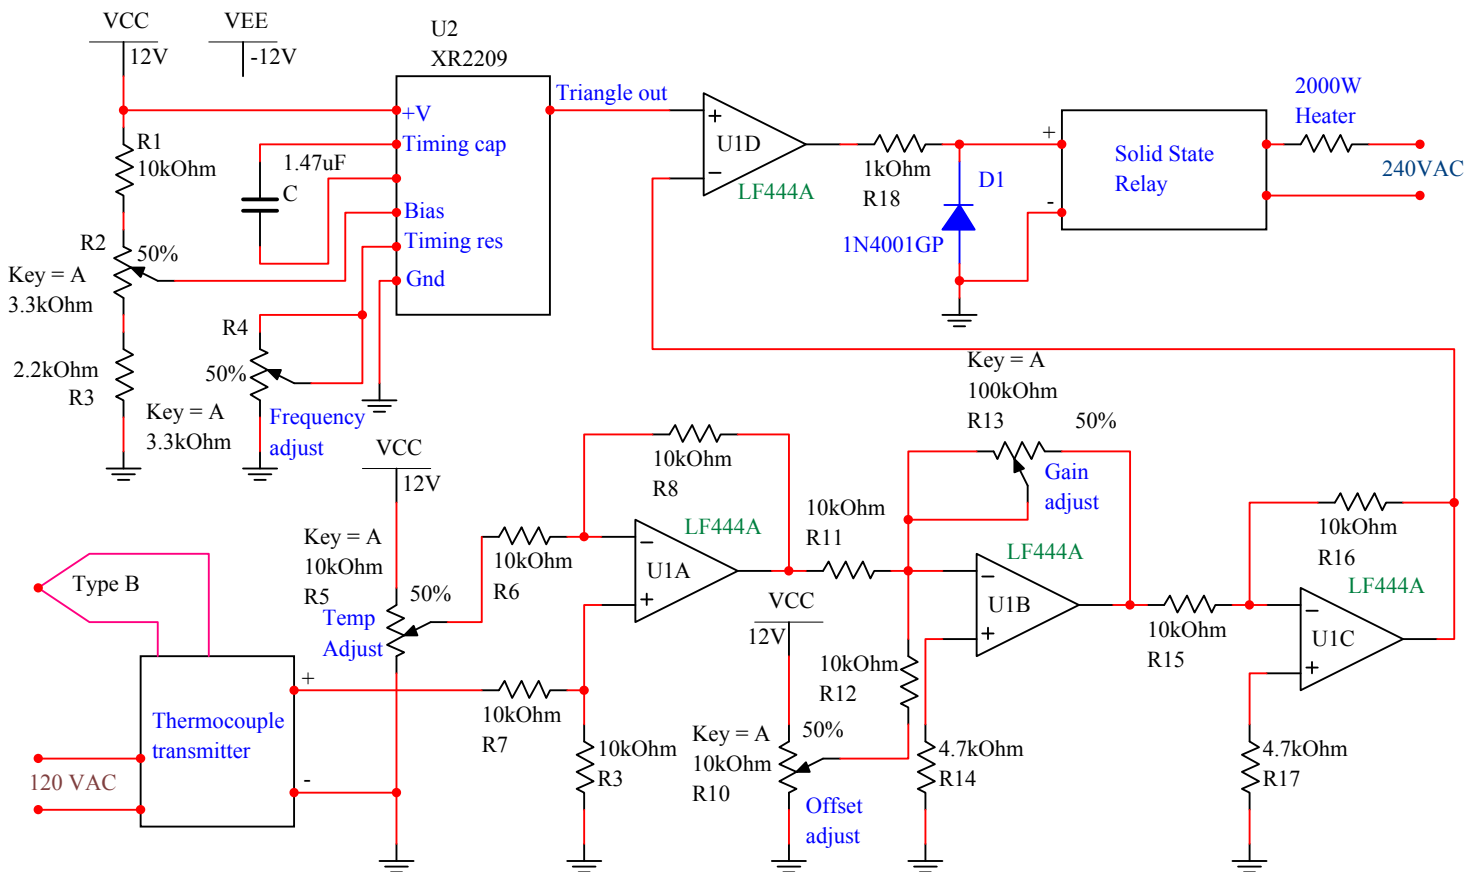 VCC
12V
VEE
-12V
U2
XR2209
+V
Timing cap
Bias
Timing res
Gnd
Triangle out
R1
10kOhm
1.47uF
C
R2
50%
Key = A
3.3kOhm
2.2kOhm
R3
R4
50%
Key = A
3.3kOhm
Frequency
adjust
+
−
U1D
LF444A
1kOhm
R18
D1
1N4001GP
+
-
Solid State
Relay
2000W
Heater
240VAC
VCC
12V
Key = A
10kOhm
R5
50%
Temp
Adjust
Type B
Thermocouple
transmitter
+
-
120 VAC
10kOhm
R6
10kOhm
R7
10kOhm
R8
10kOhm
R3
−
+
U1A
LF444A
10kOhm
R11
VCC
12V
Key = A
10kOhm
R10
50%
Offset
adjust
10kOhm
R12
Key = A
100kOhm
R13
50%
Gain
adjust
−
+
U1B
LF444A
4.7kOhm
R14
10kOhm
R15
10kOhm
R16
−
+
U1C
LF444A
4.7kOhm
R17